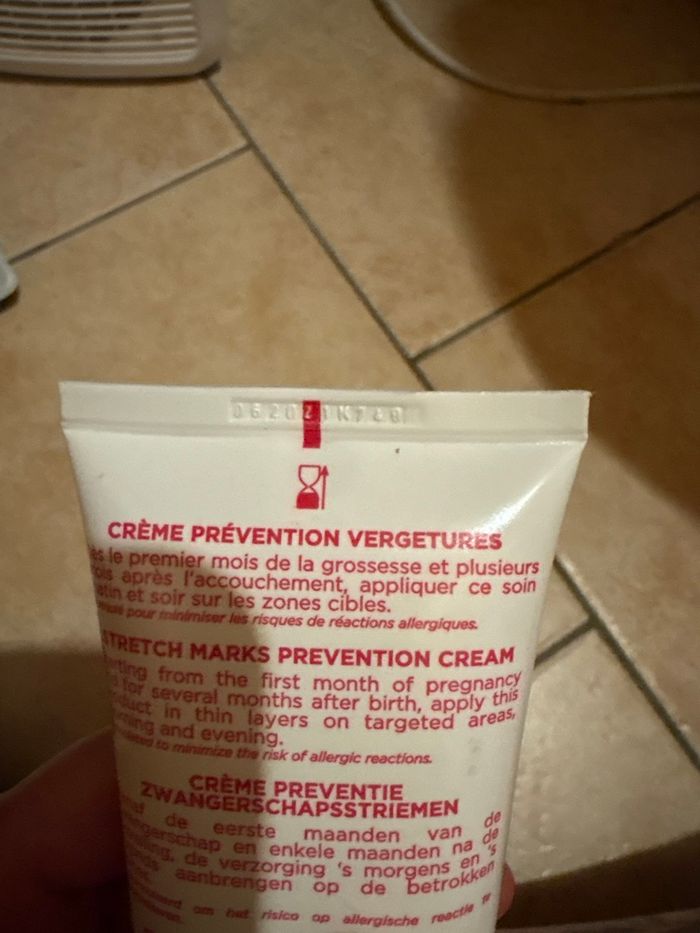 CRÈME PRÉVENTION VERGETURES
le premier mois de la grossesse et plusieurs
après l'accouchement, appliquer ce soin
et soir sur les zones cibles.
pour minimiser les risques de réactions allergiques.
STRETCH MARKS PREVENTION CREAM
from the first month of pregnancy
for several months after birth, apply this
in thin layers on targeted areas,
and evening.
to minimize the risk of allergic reactions.
CRÈME PREVENTIE
ZWANGERSCHAPSSTRIEMEN
de eerste maanden van de
en enkele maanden na de
de verzorging 's morgens en 's
aanbrengen op de betrokken
om het risico op allergische reactie te